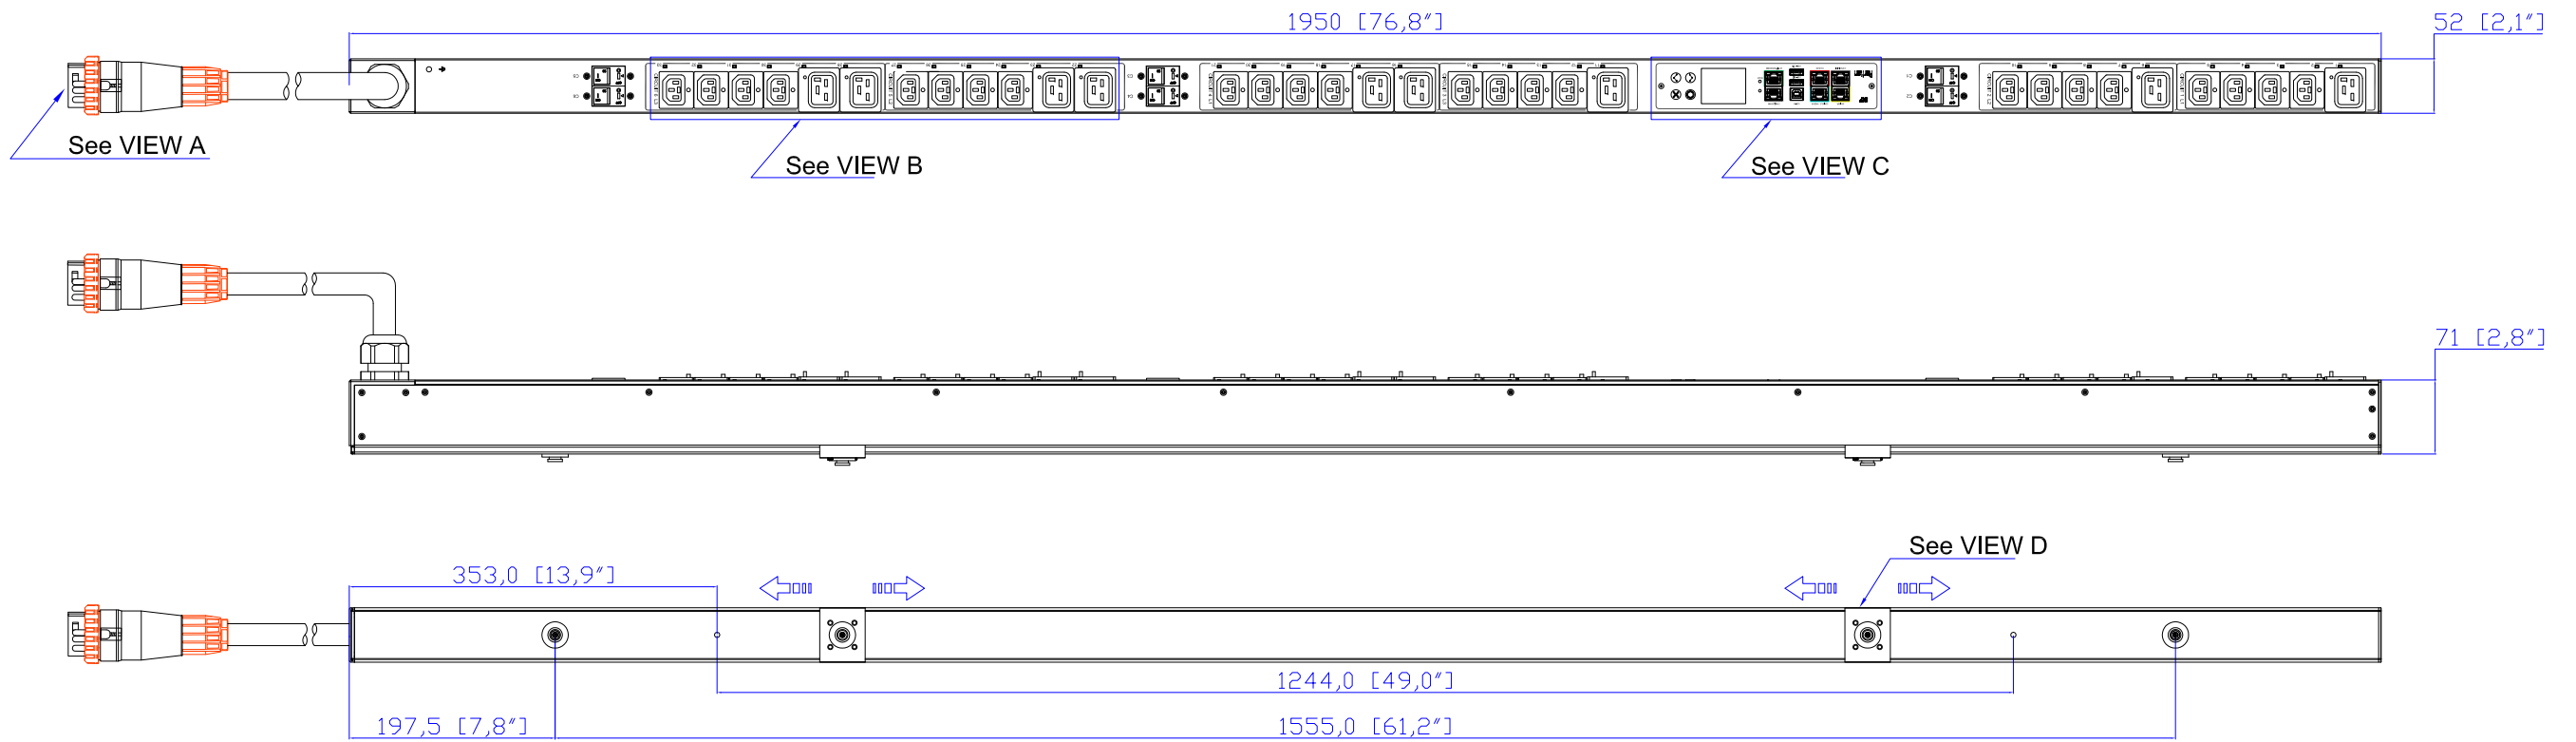 1950 [76,8"]
52 [2,1"]
See VIEW A
See VIEW B
See VIEW C
71 [2,8"]
See VIEW D
353,0 [13,9"]
1244,0 [49,0"]
197,5 [7,8"]
1555,0 [61,2"]